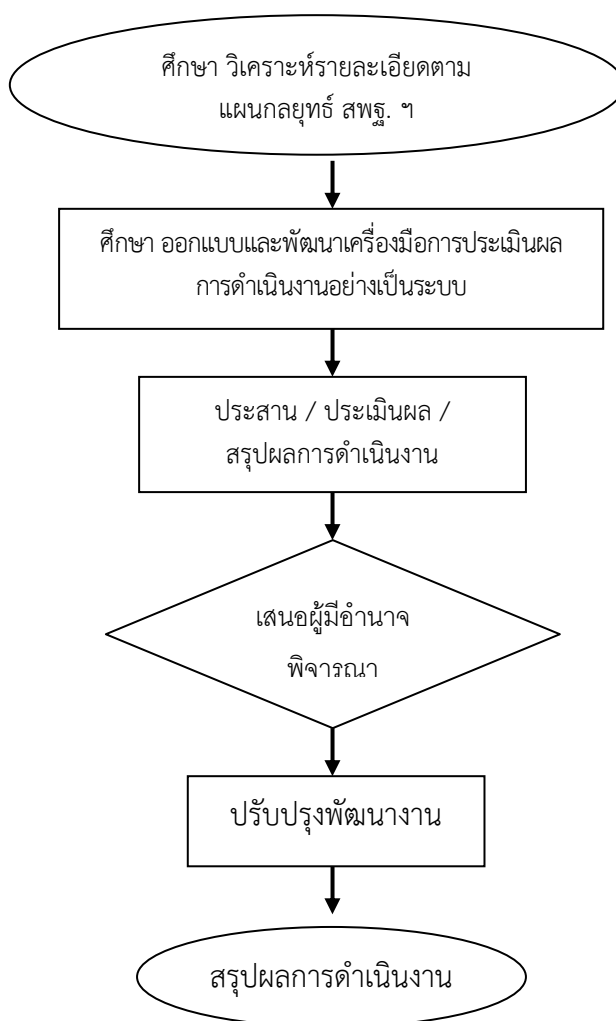 ศึกษา วิเคราะห์รายละเอียดตาม
แผนกลยุทธ์ สพฐ. ฯ
ศึกษา ออกแบบและพัฒนาเครื่องมือการประเมินผล
การดำเนินงานอย่างเป็นระบบ
ประสาน / ประเมินผล /
สรุปผลการดำเนินงาน
เสนอผู้มีอำนาจ
พิจารณา
ปรับปรุงพัฒนางาน
สรุปผลการดำเนินงาน